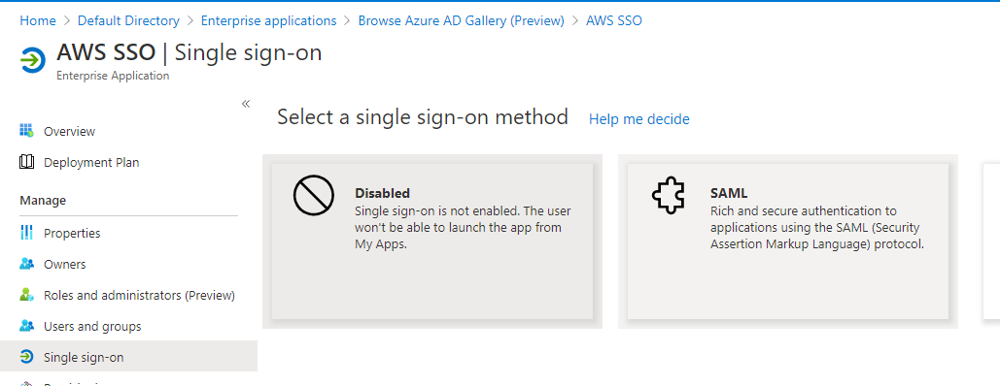 Home > Default Directory > Enterprise applications > Browse Azure AD Gallery (Preview) > AWS SSO
AWS SSO | Single sign-on
Enterprise Application
«
Overview
Deployment Plan
Manage
Properties
Owners
Roles and administrators (Preview)
Users and groups
Single sign-on
Select a single sign-on method Help me decide
Disabled
Single sign-on is not enabled. The user
won't be able to launch the app from
My Apps.
SAML
Rich and secure authentication to
applications using the SAML (Security
Assertion Markup Language) protocol.